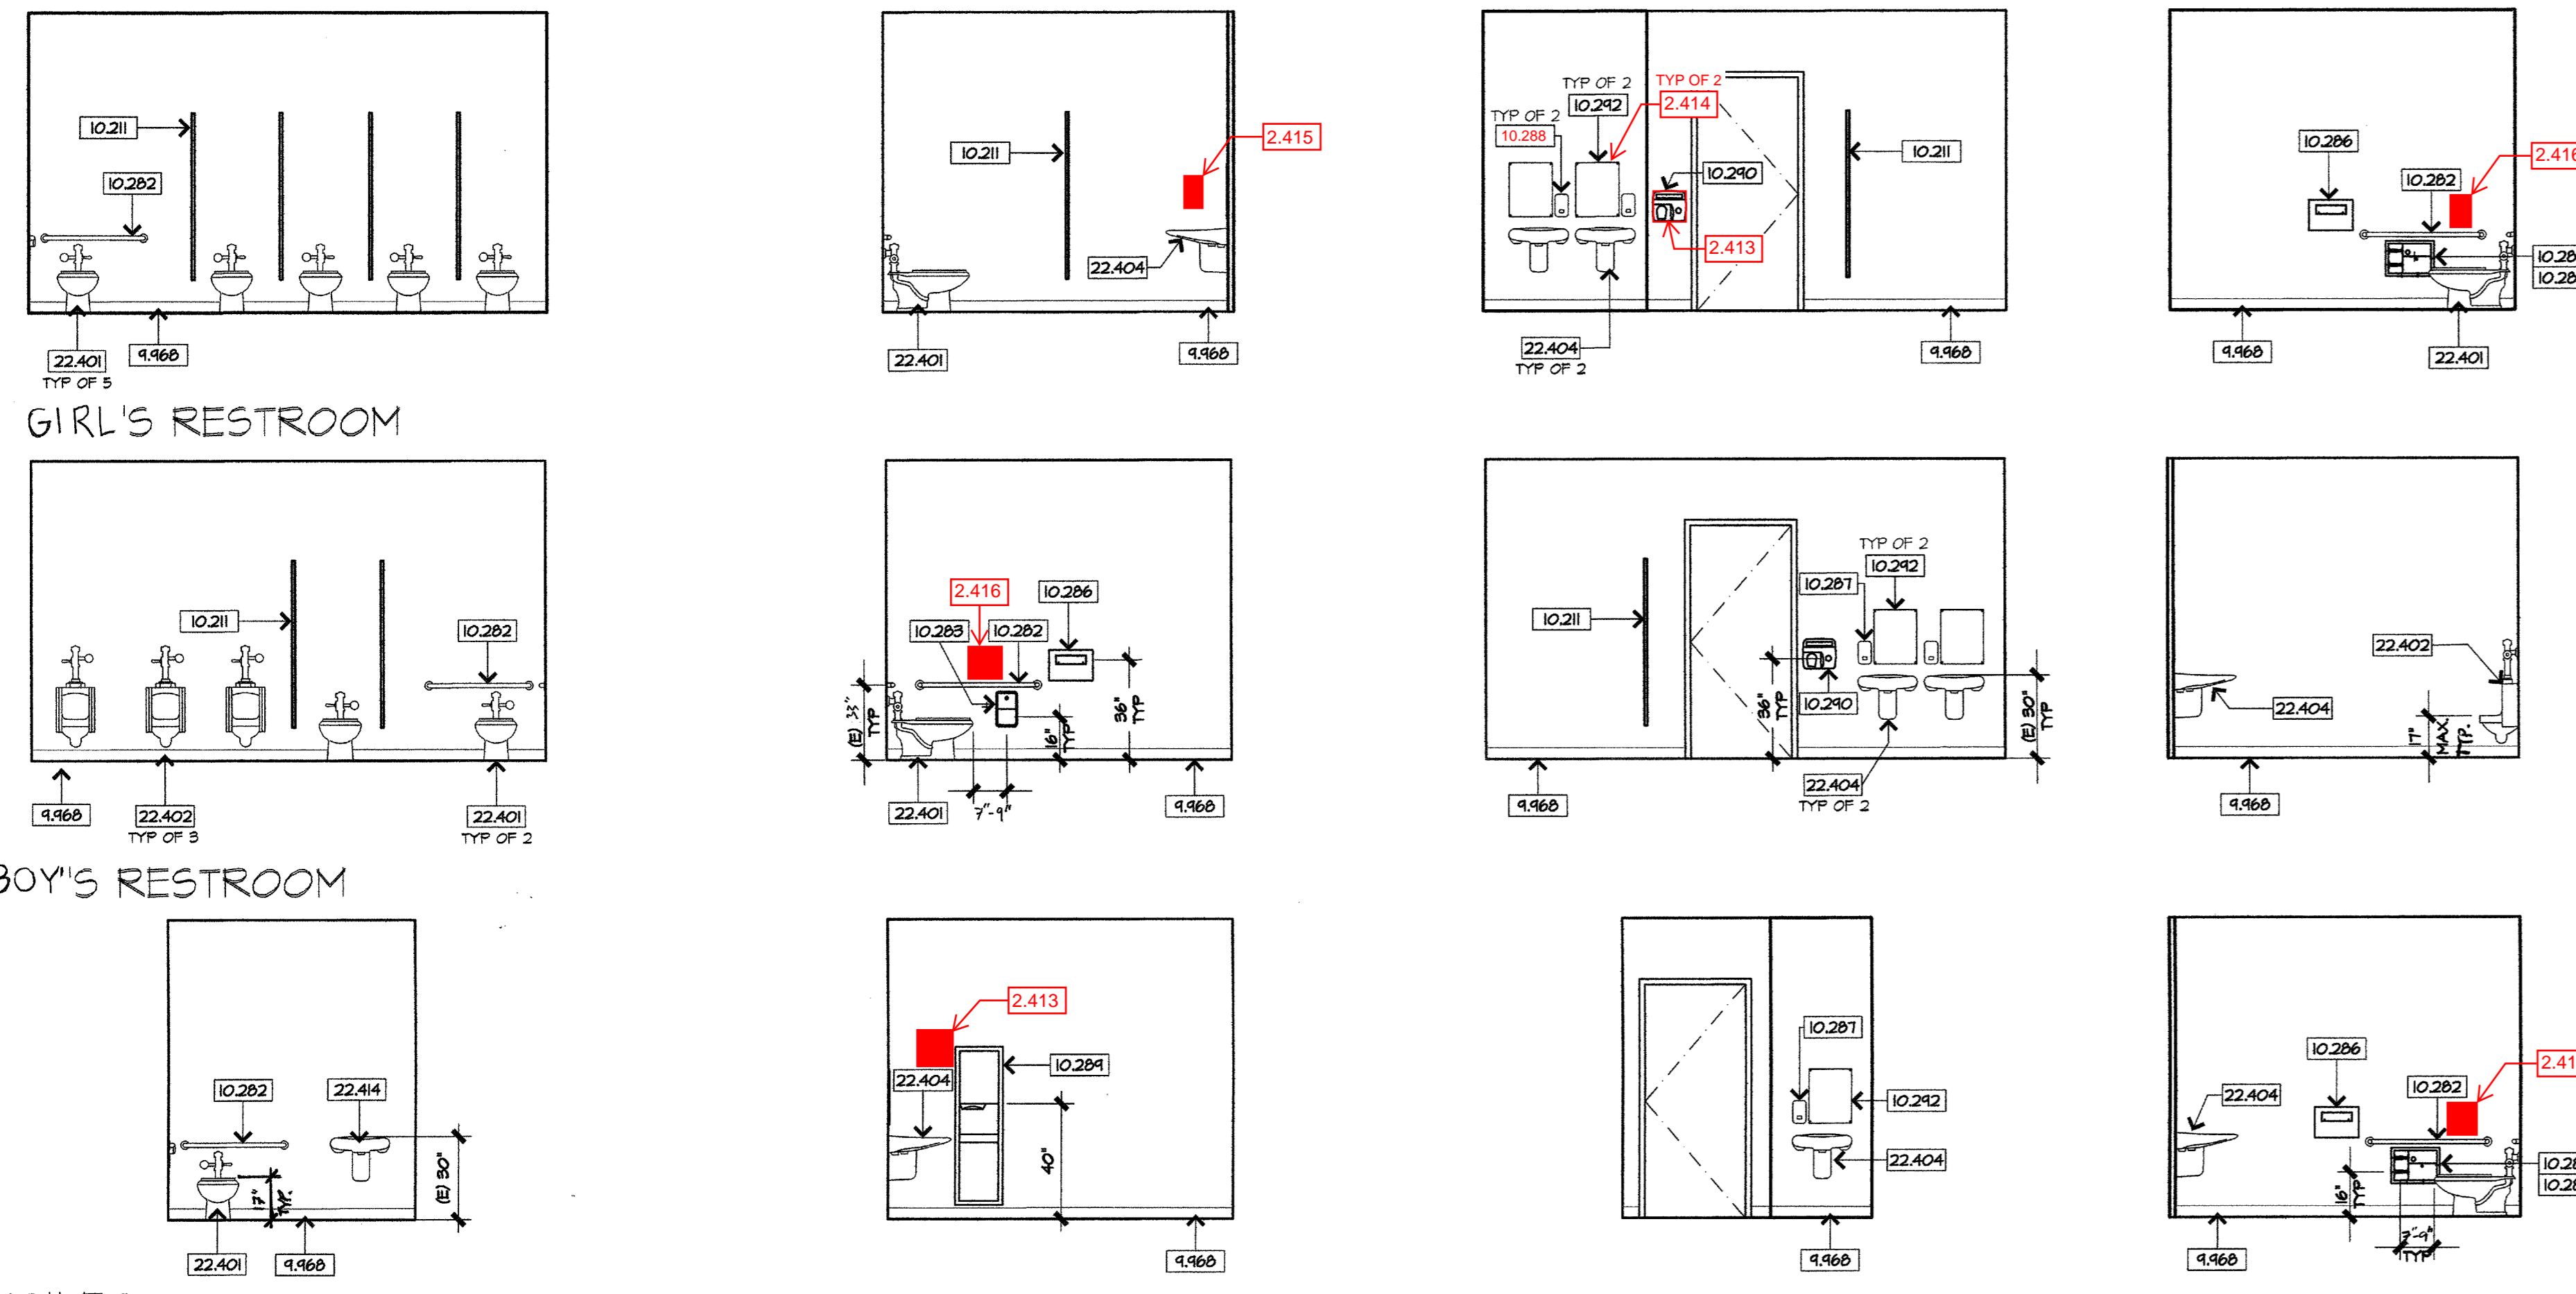 10.211
10.282
22.401
TYP OF 5
9.968
10.211
2.415
22.404
22.401
9.968
TYP OF 2
10.288
TYP OF 2
10.292
TYP OF 2
2.414
10.290
2.413
10.211
22.404
TYP OF 2
9.968
10.286
10.282
9.968
22.401
GIRL'S RESTROOM
10.211
10.282
9.968
22.402
TYP OF 3
22.401
TYP OF 2
2.416
10.286
10.283
10.282
(E) 33"
TYP
16"
TYP
36"
TYP
22.401
7"-9"
9.968
10.211
TYP OF 2
10.292
10.287
36"
TYP
10.290
(E) 30"
TYP
9.968
22.404
TYP OF 2
22.402
22.404
17"
MAX.
TYP.
9.968
BOY"S RESTROOM
10.282
22.414
17"
TYP.
(E) 30"
22.401
9.968
2.413
22.404
10.289
40"
9.968
10.287
10.292
22.404
9.968
22.404
10.286
10.282
16"
TYP
7"-9"
TYP
9.968